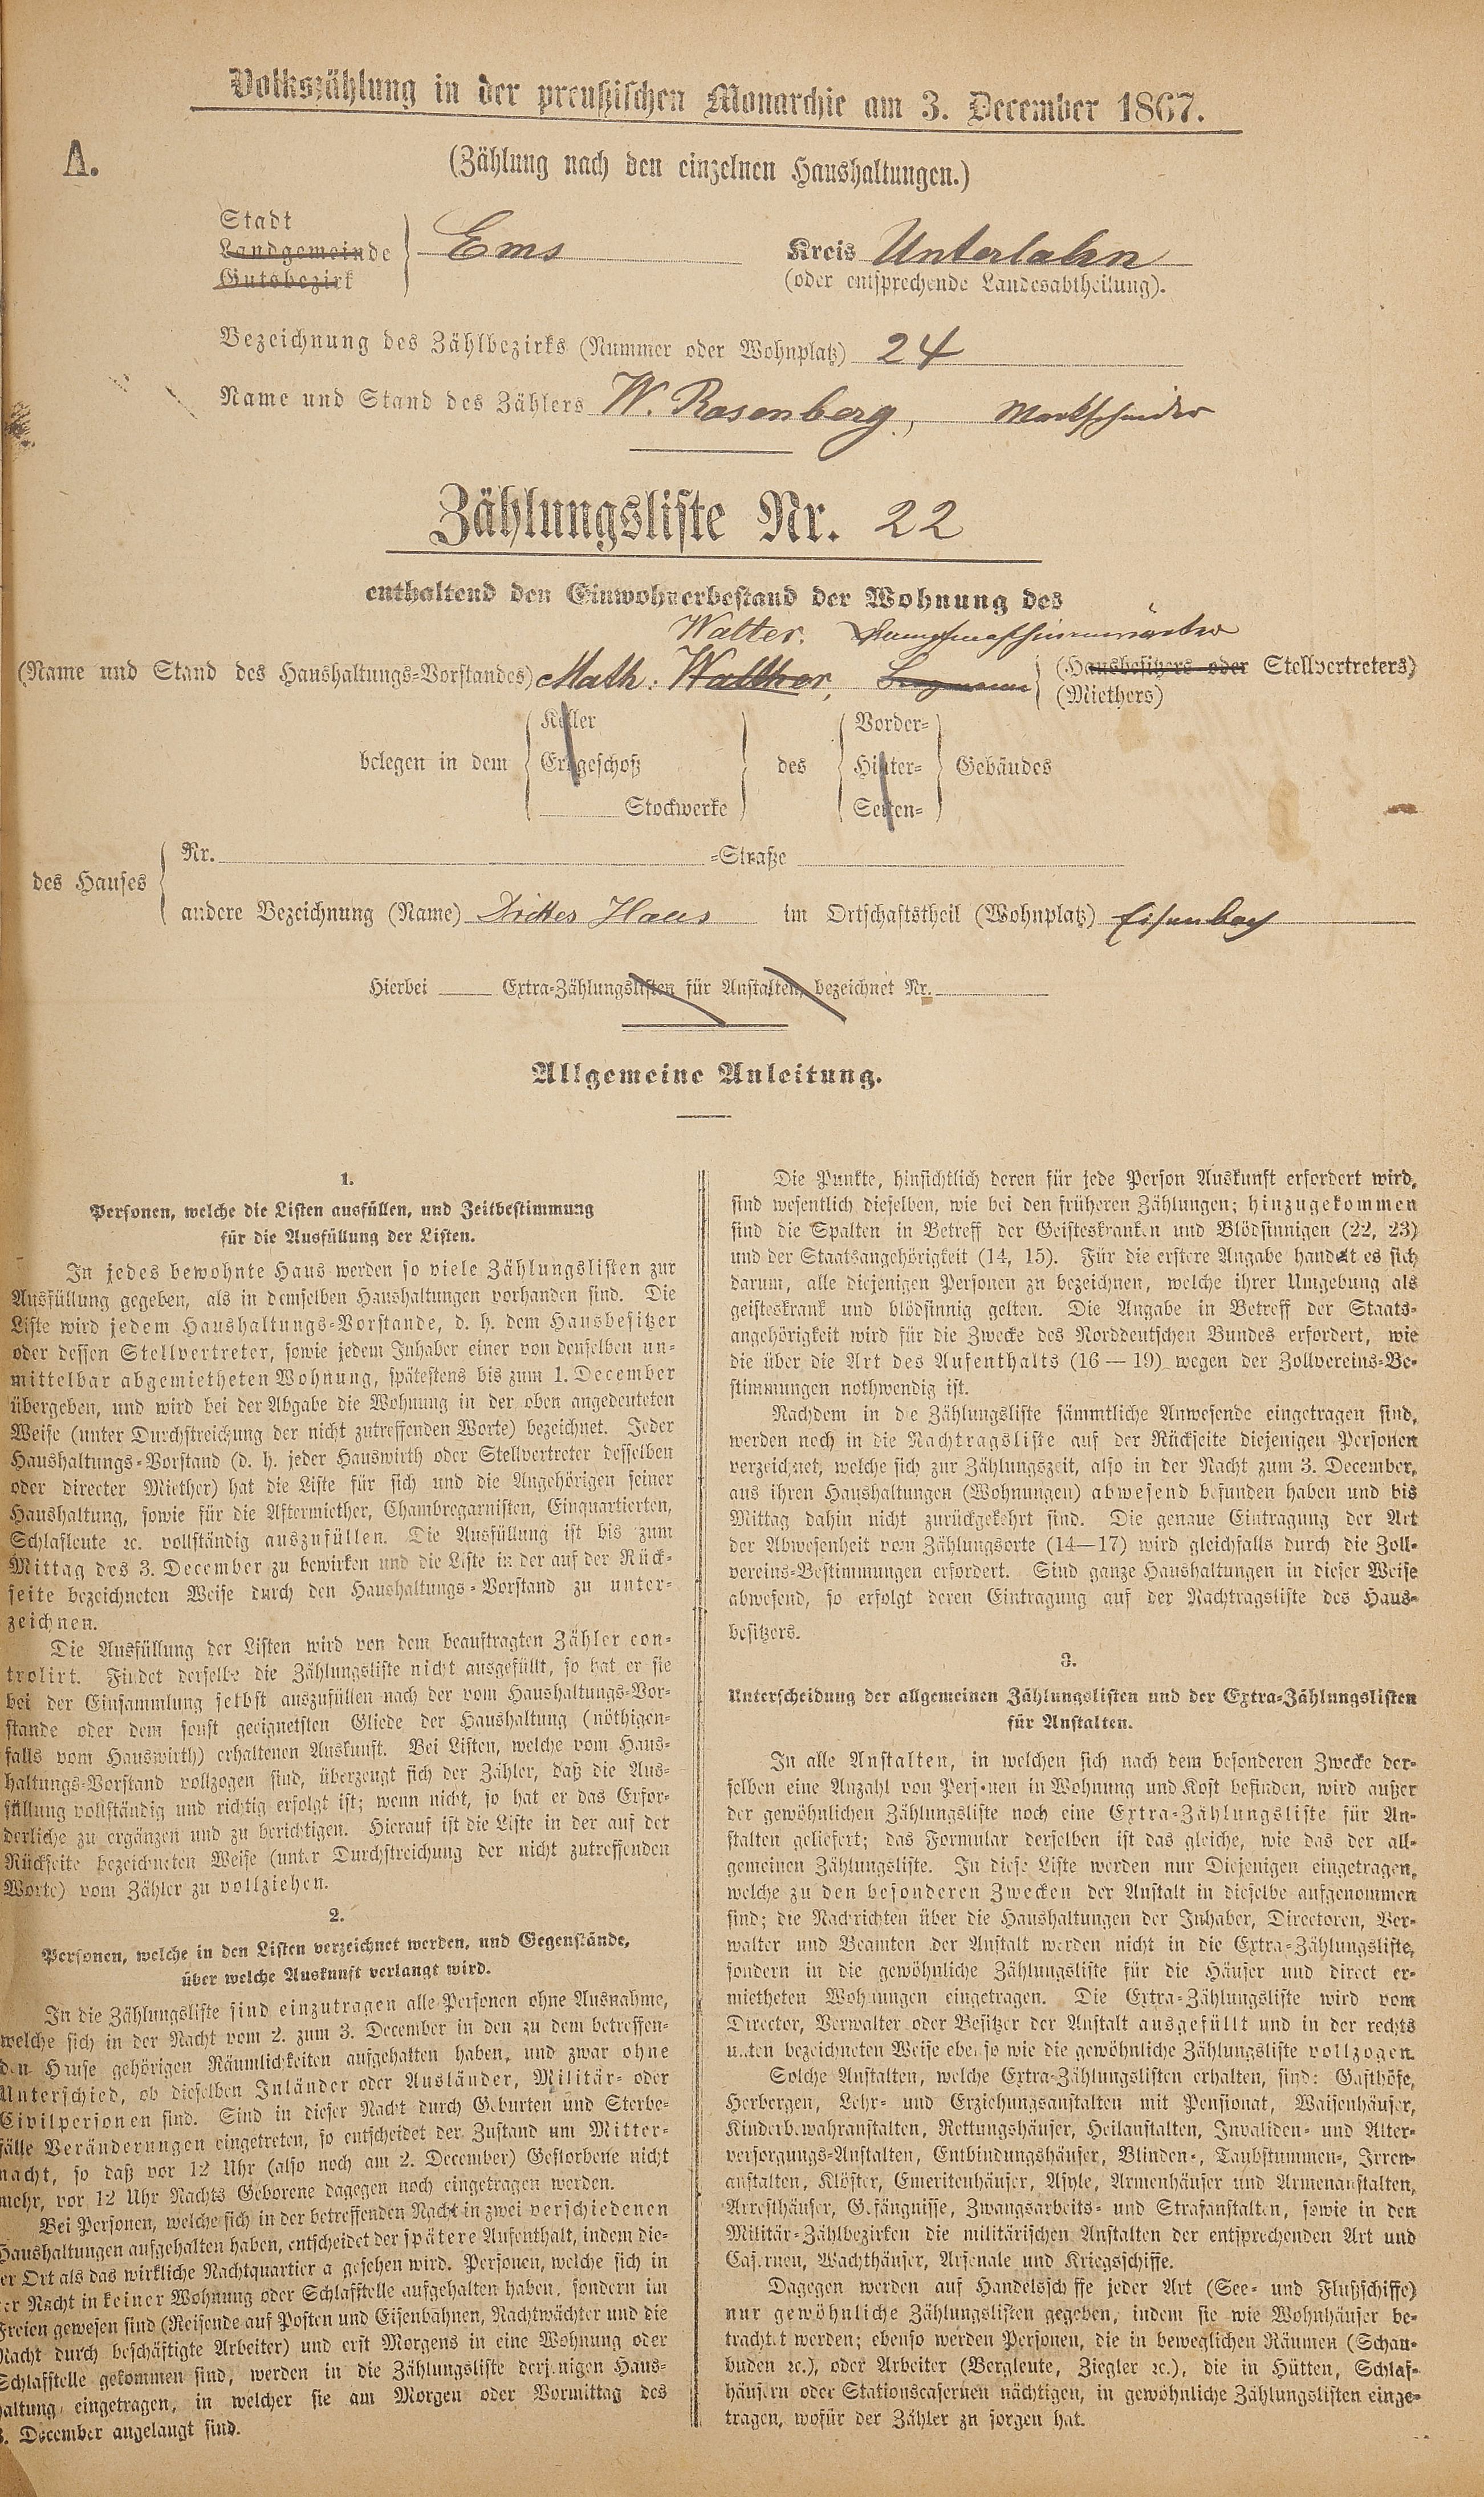 Volkszählung in der preußischen Monarchie am 3. December 1867.
A.
(Zählung nach den einzelnen Haushaltungen.)
Stadt
Landgemeinde
Gutsbezirk
Ems
Kreis Unterlahn
(oder entsprechende Landesabtheilung).
Bezeichnung des Zählbezirks (Nummer oder Wohnplatz) 24
Name und Stand des Zählers W. Rosenberg, Markscheider
Zählungsliste Nr. 22
enthaltend den Einwohnerbestand der Wohnung des
Walter. Dampfmaschinenwärter
(Name und Stand des Haushaltungs-Vorstandes) Math. Walther, Bergmann (Hausbesitzers oder Stellvertreters)
(Miethers)
Keller
belegen in dem Erdgeschoß des Vorder- Hinter- Seiten- Gebäudes
Stockwerke
Nr. -Straße
des Hauses
andere Bezeichnung (Name) Drittes Haus im Ortschaftstheil (Wohnplatz) Eisenbach
Hierbei Extra-Zählungslisten für Anstalten, bezeichnet Nr.
Allgemeine Anleitung.
1.
Personen, welche die Listen ausfüllen, und Zeitbestimmung
für die Ausfüllung der Listen.
In jedes bewohnte Haus werden so viele Zählungslisten zur
Ausfüllung gegeben, als in demselben Haushaltungen vorhanden sind. Die
Liste wird jedem Haushaltungs-Vorstande, d. h. dem Hausbesitzer
oder dessen Stellvertreter, sowie jedem Inhaber einer von denselben un-
mittelbar abgemietheten Wohnung, spätestens bis zum 1. December
übergeben, und wird bei der Abgabe die Wohnung in der oben angedeuteten
Weise (unter Durchstreichung der nicht zutreffenden Worte) bezeichnet. Jeder
Haushaltungs-Vorstand (d. h. jeder Hauswirth oder Stellvertreter desselben
oder directer Miether) hat die Liste für sich und die Angehörigen seiner
Haushaltung, sowie für die Aftermiether, Chambregarnisten, Einquartierten,
Schlafleute ꝛc. vollständig auszufüllen. Die Ausfüllung ist bis zum
Mittag des 3. December zu bewirken und die Liste in der auf der Rück-
seite bezeichneten Weise durch den Haushaltungs-Vorstand zu unter-
zeichnen.
Die Ausfüllung der Listen wird von dem beauftragten Zähler con-
trolirt. Findet derselbe die Zählungsliste nicht ausgefüllt, so hat er sie
bei der Einsammlung selbst auszufüllen nach der vom Haushaltungs-Vor-
stande oder dem sonst geeignetsten Gliede der Haushaltung (nöthigen-
falls vom Hauswirth) erhaltenen Auskunft. Bei Listen, welche vom Haus-
haltungs-Vorstand vollzogen sind, überzeugt sich der Zähler, daß die Aus-
füllung vollständig und richtig erfolgt ist; wenn nicht, so hat er das Erfor-
derliche zu ergänzen und zu berichtigen. Hierauf ist die Liste in der auf der
Rückseite bezeichneten Weise (unter Durchstreichung der nicht zutreffenden
Worte) vom Zähler zu vollziehen.
2.
Personen, welche in den Listen verzeichnet werden, und Gegenstände,
über welche Auskunft verlangt wird.
In die Zählungsliste sind einzutragen alle Personen ohne Ausnahme,
welche sich in der Nacht vom 2. zum 3. December in den zu dem betreffen-
den Hause gehörigen Räumlichkeiten aufgehalten haben, und zwar ohne
Unterschied, ob dieselben Inländer oder Ausländer, Militär- oder
Civilpersonen sind. Sind in dieser Nacht durch Geburten und Sterbe-
fälle Veränderungen eingetreten, so entscheidet der Zustand um Mitter-
nacht, so daß vor 12 Uhr (also noch am 2. December) Gestorbene nicht
mehr, vor 12 Uhr Nachts Geborene dagegen noch eingetragen werden.
Bei Personen, welche sich in der betreffenden Nacht in zwei verschiedenen
Haushaltungen aufgehalten haben, entscheidet der spätere Aufenthalt, indem die-
ser Ort als das wirkliche Nachtquartier angesehen wird. Personen, welche sich in
der Nacht in keiner Wohnung oder Schlafstelle aufgehalten haben, sondern im
Freien gewesen sind (Reisende auf Posten und Eisenbahnen, Nachtwächter und die
Nacht durch beschäftigte Arbeiter) und erst Morgens in eine Wohnung oder
Schlafstelle gekommen sind, werden in die Zählungsliste derjenigen Haus-
haltung eingetragen, in welcher sie am Morgen oder Vormittag des
3. December angelangt sind.
Die Punkte, hinsichtlich deren für jede Person Auskunft erfordert wird,
sind wesentlich dieselben, wie bei den früheren Zählungen; hinzugekommen
sind die Spalten in Betreff der Geisteskranken und Blödsinnigen (22, 23)
und der Staatsangehörigkeit (14, 15). Für die erstere Angabe handelt es sich
darum, alle diejenigen Personen zu bezeichnen, welche ihrer Umgebung als
geisteskrank und blödsinnig gelten. Die Angabe in Betreff der Staats-
angehörigkeit wird für die Zwecke des Norddeutschen Bundes erfordert, wie
die über die Art des Aufenthalts (16 — 19) wegen der Zollvereins-Be-
stimmungen nothwendig ist.
Nachdem in die Zählungsliste sämmtliche Anwesende eingetragen sind,
werden noch in die Nachtragsliste auf der Rückseite diejenigen Personen
verzeichnet, welche sich zur Zählungszeit, also in der Nacht zum 3. December,
aus ihren Haushaltungen (Wohnungen) abwesend befunden haben und bis
Mittag dahin nicht zurückgekehrt sind. Die genaue Eintragung der Art
der Abwesenheit vom Zählungsorte (14—17) wird gleichfalls durch die Zoll-
vereins-Bestimmungen erfordert. Sind ganze Haushaltungen in dieser Weise
abwesend, so erfolgt deren Eintragung auf der Nachtragsliste des Haus-
besitzers.
3.
Unterscheidung der allgemeinen Zählungslisten und der Extra-Zählungslisten
für Anstalten.
In alle Anstalten, in welchen sich nach dem besonderen Zwecke der-
selben eine Anzahl von Personen in Wohnung und Kost befinden, wird außer
der gewöhnlichen Zählungsliste noch eine Extra-Zählungsliste für An-
stalten geliefert; das Formular derselben ist das gleiche, wie das der all-
gemeinen Zählungsliste. In diese Liste werden nur Diejenigen eingetragen,
welche zu den besonderen Zwecken der Anstalt in dieselbe aufgenommen
sind; die Nachrichten über die Haushaltungen der Inhaber, Directoren, Ver-
walter und Beamten der Anstalt werden nicht in die Extra-Zählungsliste,
sondern in die gewöhnliche Zählungsliste für die Häuser und direct er-
mietheten Wohnungen eingetragen. Die Extra-Zählungsliste wird vom
Director, Verwalter oder Besitzer der Anstalt ausgefüllt und in der rechts
unten bezeichneten Weise ebenso wie die gewöhnliche Zählungsliste vollzogen.
Solche Anstalten, welche Extra-Zählungslisten erhalten, sind: Gasthöfe,
Herbergen, Lehr- und Erziehungsanstalten mit Pensionat, Waisenhäuser,
Kinderbewahranstalten, Rettungshäuser, Heilanstalten, Invaliden- und Alter-
versorgungs-Anstalten, Entbindungshäuser, Blinden-, Taubstummen-, Irren-
anstalten, Klöster, Emeritenhäuser, Asyle, Armenhäuser und Armenanstalten,
Arresthäuser, Gefängnisse, Zwangsarbeits- und Strafanstalten, sowie in den
Militär-Zählbezirken die militärischen Anstalten der entsprechenden Art und
Casernen, Wachthäuser, Arsenale und Kriegsschiffe.
Dagegen werden auf Handelsschiffe jeder Art (See- und Flußschiffe)
nur gewöhnliche Zählungslisten gegeben, indem sie wie Wohnhäuser be-
trachtet werden; ebenso werden Personen, die in beweglichen Räumen (Schau-
buden ꝛc.), oder Arbeiter (Bergleute, Ziegler ꝛc.), die in Hütten, Schlaf-
häusern oder Stationscasernen nächtigen, in gewöhnliche Zählungslisten einge-
tragen, wofür der Zähler zu sorgen hat.